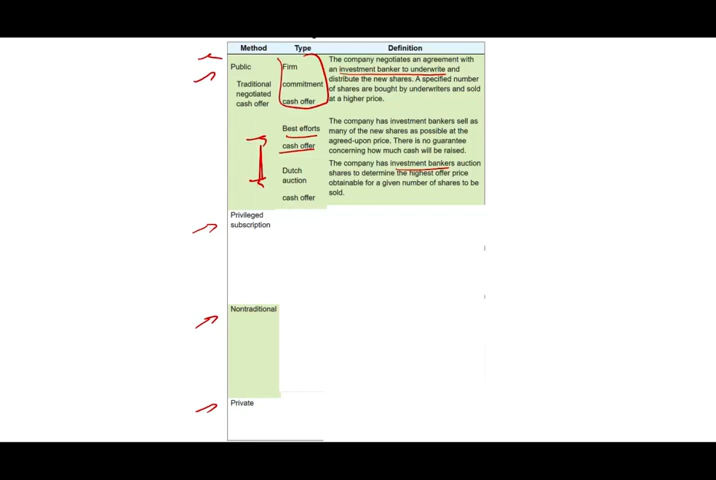 Method Type Definition
Public
Traditional
negotiated
cash offer
Firm
commitment
cash offer
The company negotiates an agreement with
an investment banker to underwrite and
distribute the new shares. A specified number
of shares are bought by underwriters and sold
at a higher price.
Best efforts
cash offer
The company has investment bankers sell as
many of the new shares as possible at the
agreed-upon price. There is no guarantee
concerning how much cash will be raised.
Dutch
auction
cash offer
The company has investment bankers auction
shares to determine the highest offer price
obtainable for a given number of shares to be
sold.
Privileged
subscription
Nontraditional
Private